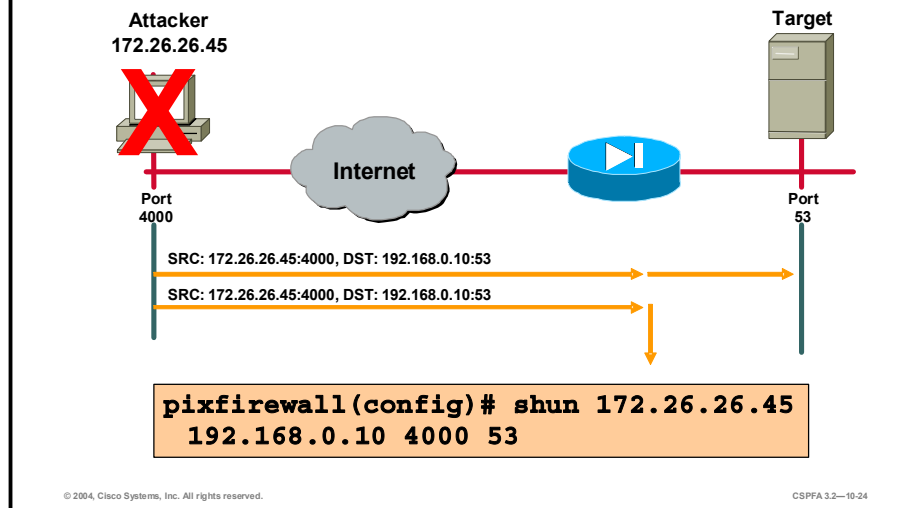 Attacker
172.26.26.45
Target
X
Internet
Port
4000
Port
53
SRC: 172.26.26.45:4000, DST: 192.168.0.10:53
SRC: 172.26.26.45:4000, DST: 192.168.0.10:53
pixfirewall(config)# shun 172.26.26.45
192.168.0.10 4000 53
© 2004, Cisco Systems, Inc. All rights reserved.
CSPFA 3.2—10-24